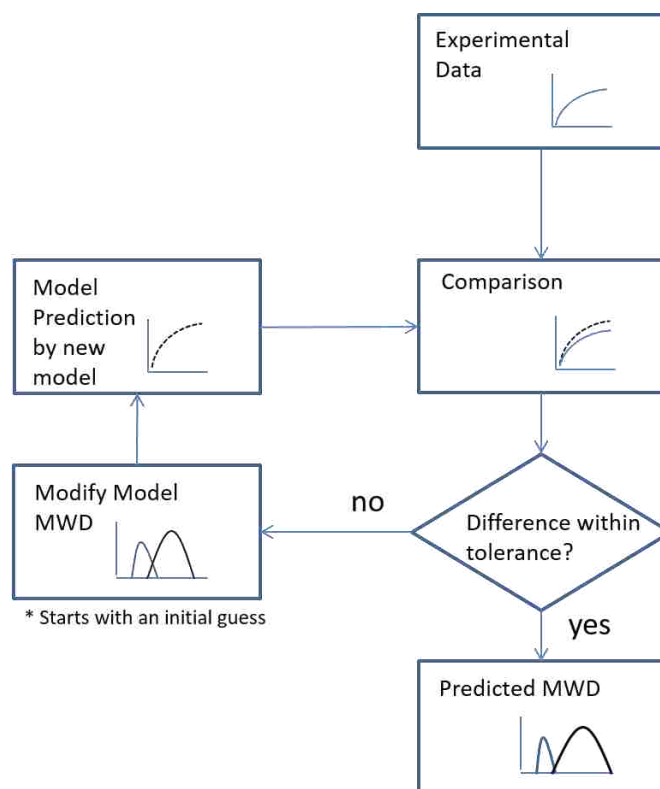 Experimental
Data
Model
Prediction
by new
model
Comparison
Modify Model
MWD
* Starts with an initial guess
no
Difference within
tolerance?
yes
Predicted MWD